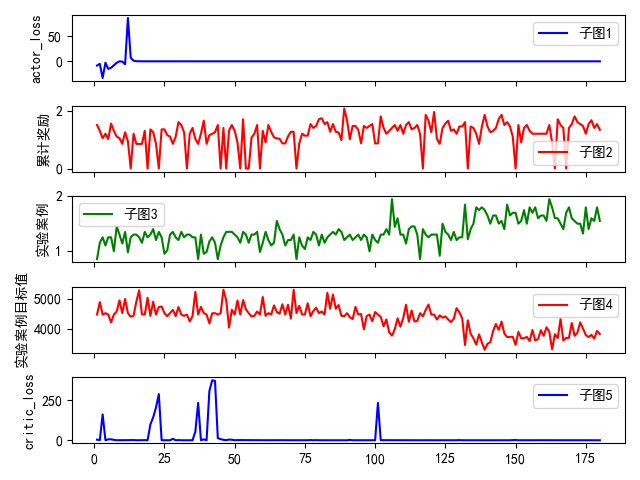 actor_loss
50
0
子图1
累计奖励
2
0
子图2
实验案例
2
1
子图3
实验案例目标值
5000
4000
子图4
critic_loss
250
0
子图5
0 25 50 75 100 125 150 175